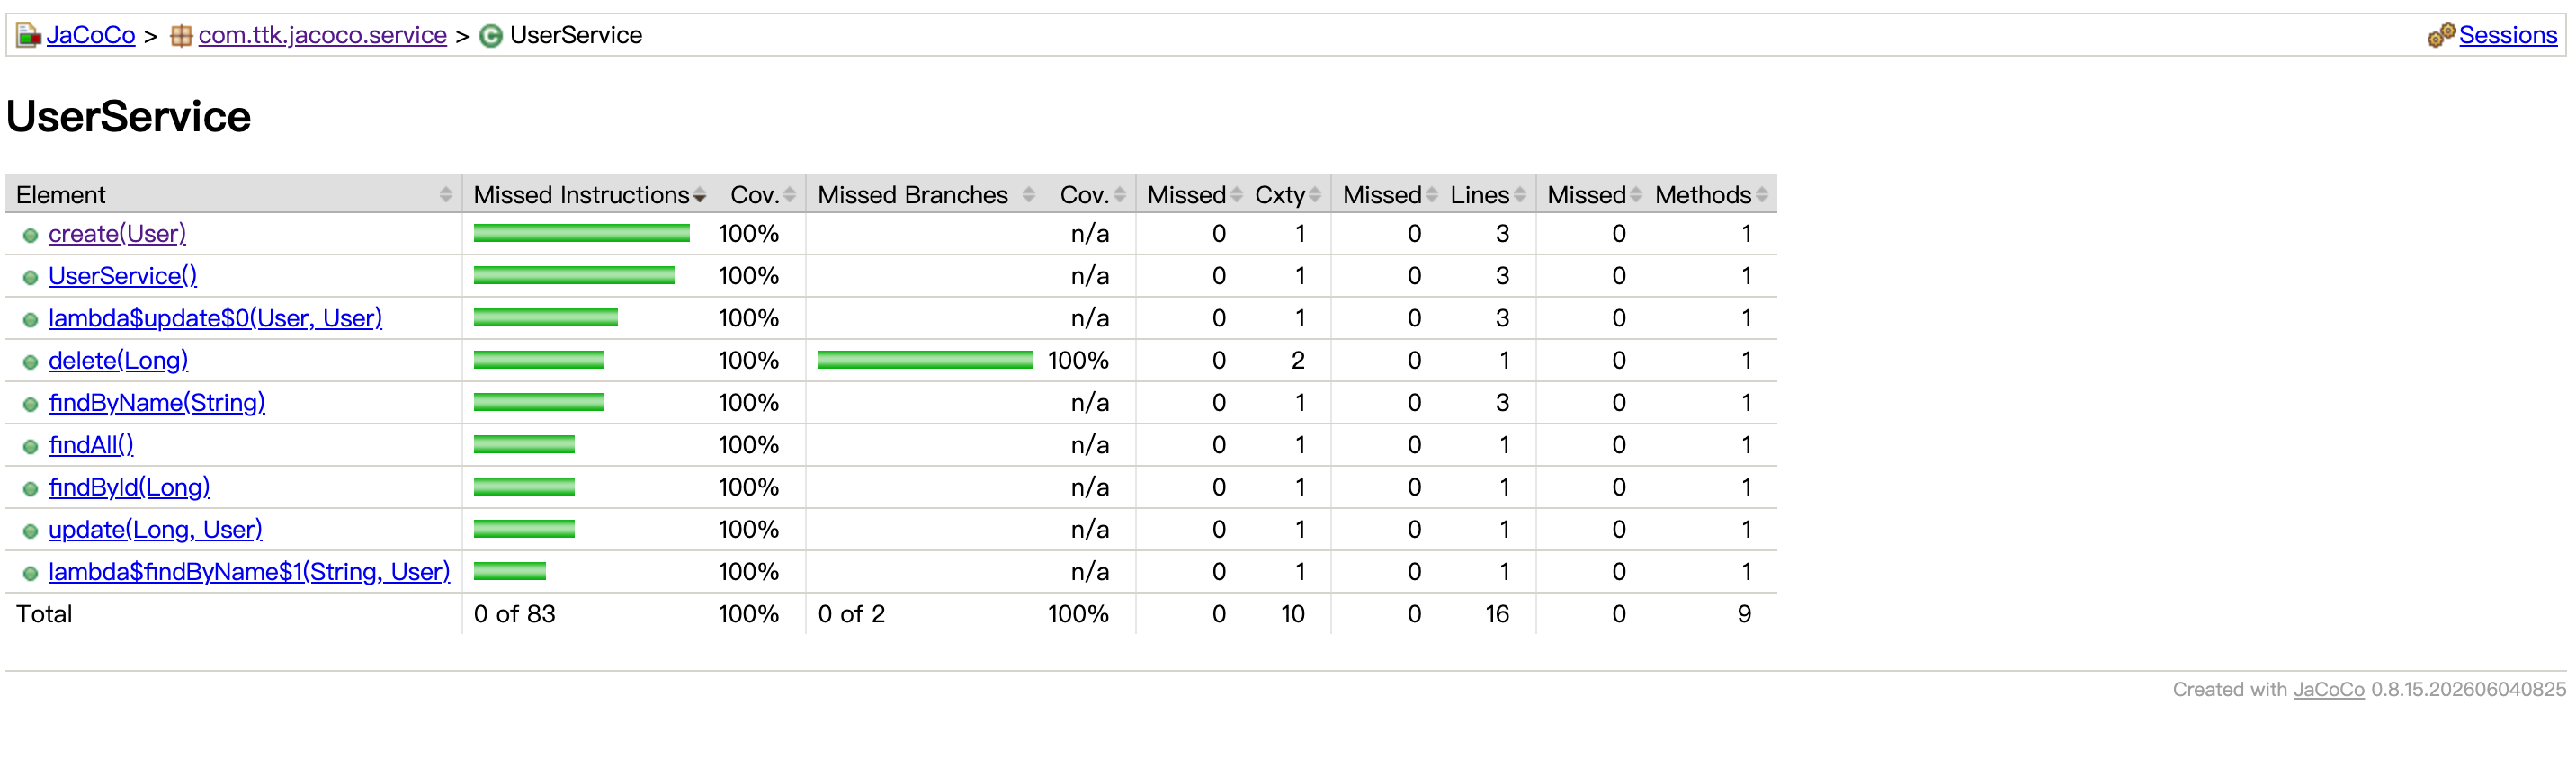 JaCoCo > com.ttk.jacoco.service > UserService Sessions
UserService
Element Missed Instructions Cov. Missed Branches Cov. Missed Cxty Missed Lines Missed Methods
create(User) 100% n/a 0 1 0 3 0 1
UserService() 100% n/a 0 1 0 3 0 1
lambda$update$0(User, User) 100% n/a 0 1 0 3 0 1
delete(Long) 100% 100% 0 2 0 1 0 1
findByName(String) 100% n/a 0 1 0 3 0 1
findAll() 100% n/a 0 1 0 1 0 1
findById(Long) 100% n/a 0 1 0 1 0 1
update(Long, User) 100% n/a 0 1 0 1 0 1
lambda$findByName$1(String, User) 100% n/a 0 1 0 1 0 1
Total 0 of 83 100% 0 of 2 100% 0 10 0 16 0 9
Created with JaCoCo 0.8.15.202606040825